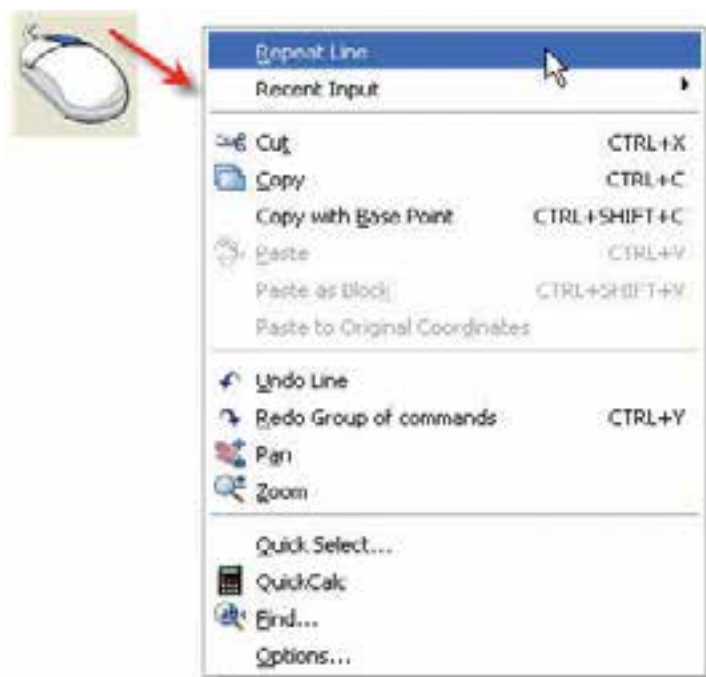 Repeat Line
Recent Input
Cut CTRL+X
Copy CTRL+C
Copy with Base Point CTRL+SHIFT+C
Paste CTRL+V
Paste as Block CTRL+SHIFT+V
Paste to Original Coordinates
Undo Line
Redo Group of commands CTRL+Y
Pan
Zoom
Quick Select...
QuickCalc
Find...
Options...